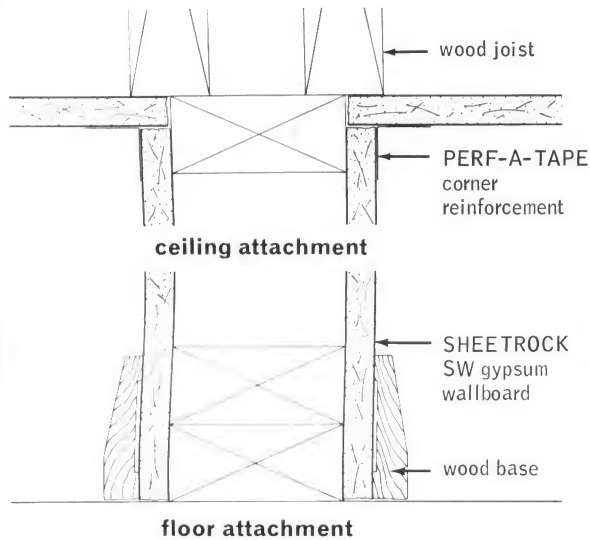 wood joist
PERF-A-TAPE
corner
reinforcement
ceiling attachment
SHEETROCK
SW gypsum
wallboard
wood base
floor attachment